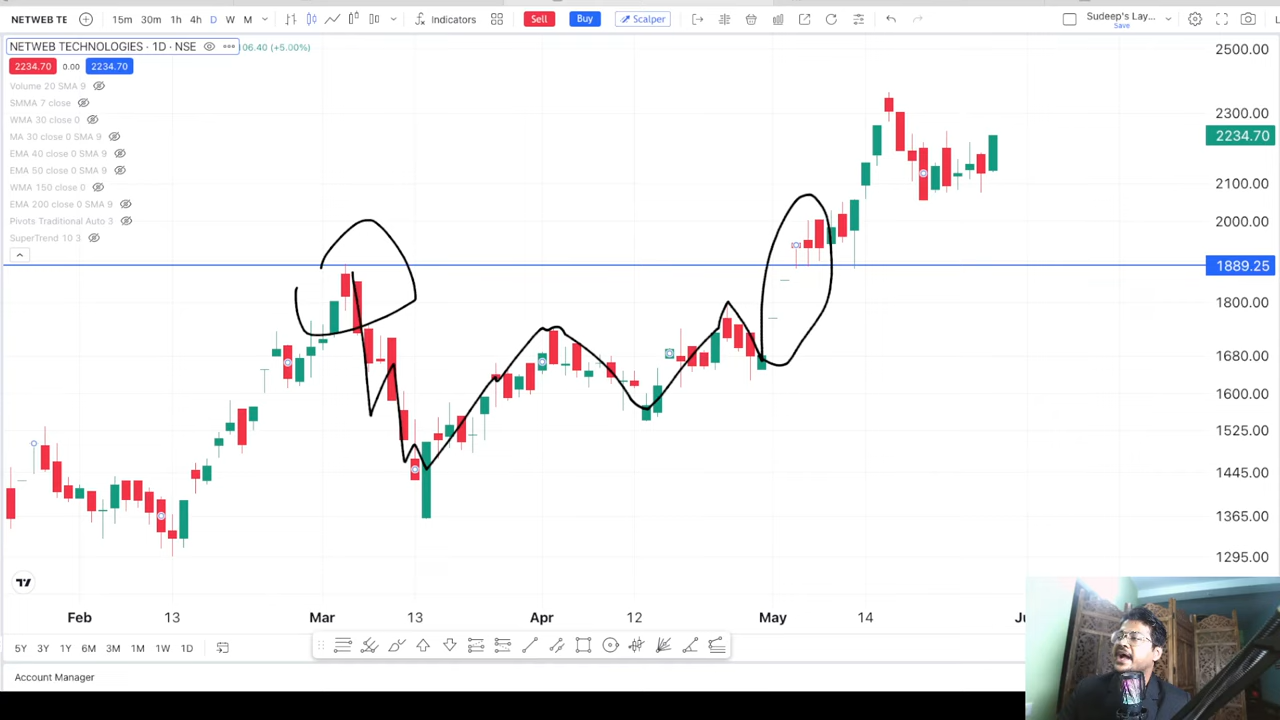 NETWEB TE 15m 30m 1h 4h D W M Indicators Sell Buy Scalper Sudeep's Lay...
Save
NETWEB TECHNOLOGIES · 1D · NSE 106.40 (+5.00%)
2234.70 0.00 2234.70
Volume 20 SMA 9
SMMA 7 close
WMA 30 close 0
MA 30 close 0 SMA 9
EMA 40 close 0 SMA 9
EMA 50 close 0 SMA 9
WMA 150 close 0
EMA 200 close 0 SMA 9
Pivots Traditional Auto 3
SuperTrend 10 3
2500.00
2300.00
2234.70
2100.00
2000.00
1889.25
1800.00
1680.00
1600.00
1525.00
1445.00
1365.00
1295.00
Feb 13 Mar 13 Apr 12 May 14
5Y 3Y 1Y 6M 3M 1M 1W 1D
Account Manager